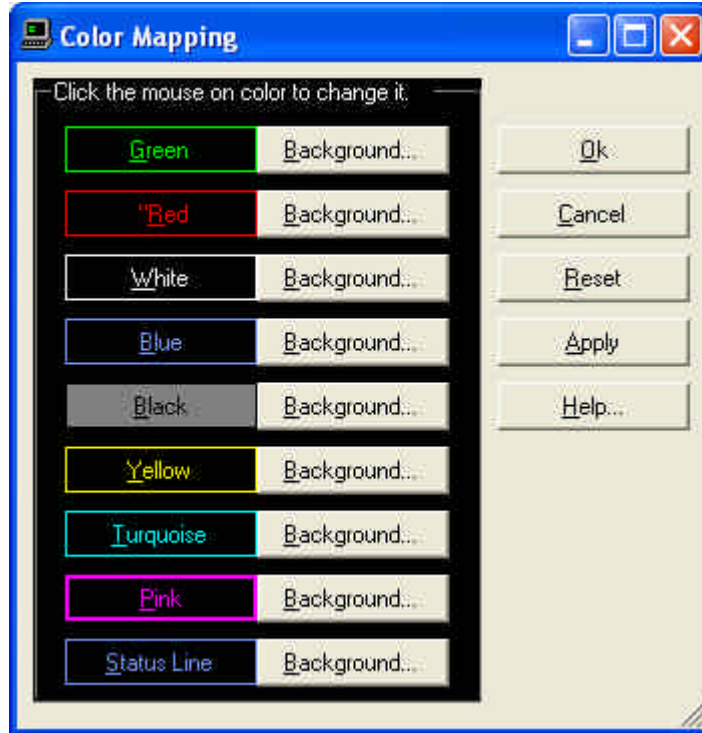 Color Mapping
Click the mouse on color to change it.
Green Background... Ok
"Red Background... Cancel
White Background... Reset
Blue Background... Apply
Black Background... Help...
Yellow Background...
Turquoise Background...
Pink Background...
Status Line Background...